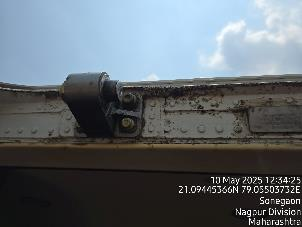 10 May 2025 12:34:25
21.09445366N 79.05503732E
Sonegaon
Nagpur Division
Maharashtra